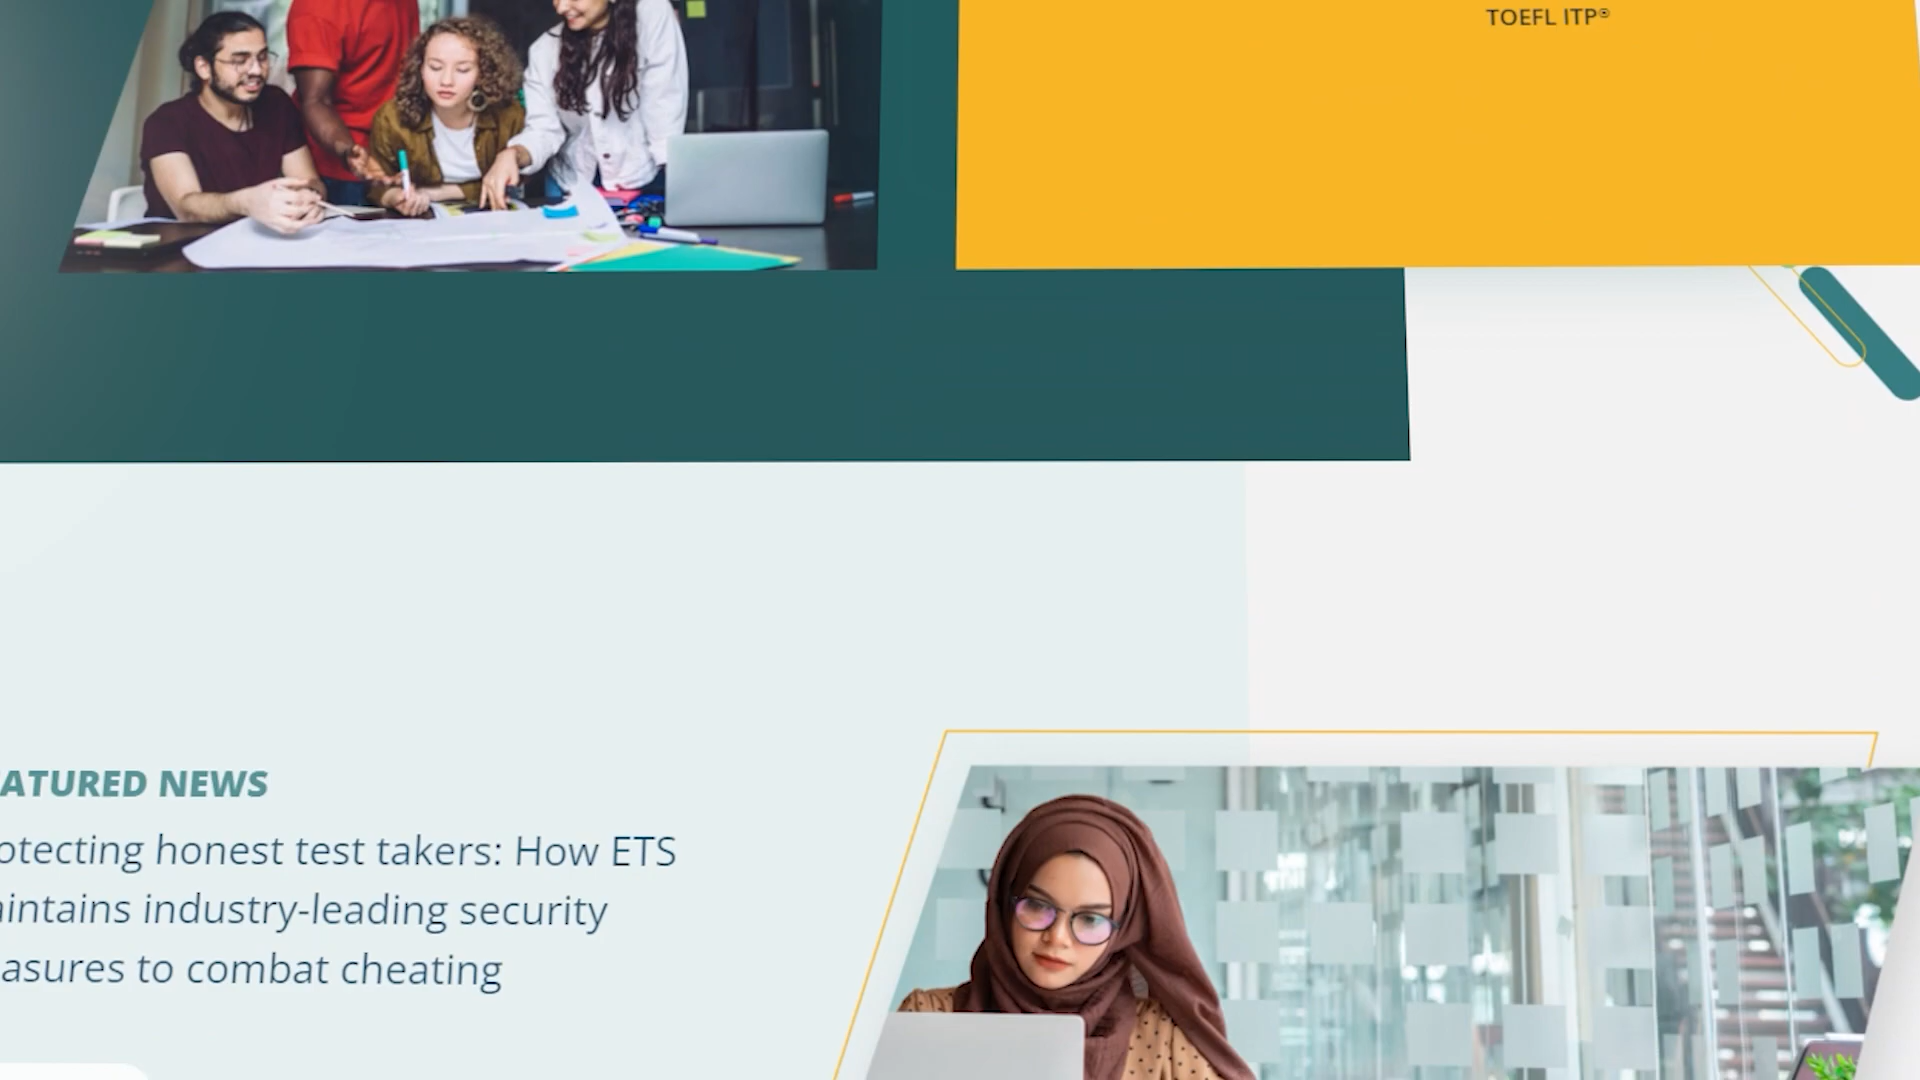 TOEFL ITP®
ATURED NEWS
otecting honest test takers: How ETS
intains industry-leading security
asures to combat cheating